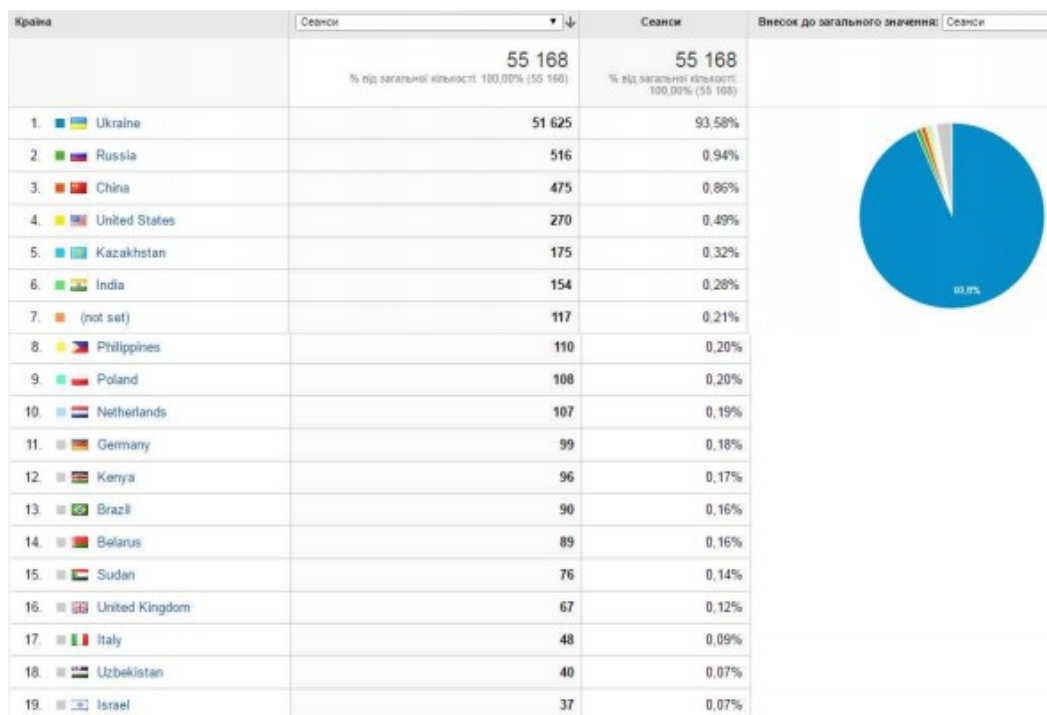 Країна Сеанси Сеанси Внесок до загального значення: Сеанси
55 168 55 168
% від загальної кількості: 100,00% (55 168) % від загальної кількості:
100,00% (55 168)
1. Ukraine 51 625 93,58%
2. Russia 516 0,94%
3. China 475 0,86%
4. United States 270 0,49%
5. Kazakhstan 175 0,32%
6. India 154 0,28%
7. (not set) 117 0,21%
8. Philippines 110 0,20%
9. Poland 108 0,20%
10. Netherlands 107 0,19%
11. Germany 99 0,18%
12. Kenya 96 0,17%
13. Brazil 90 0,16%
14. Belarus 89 0,16%
15. Sudan 76 0,14%
16. United Kingdom 67 0,12%
17. Italy 48 0,09%
18. Uzbekistan 40 0,07%
19. Israel 37 0,07%
93,6%